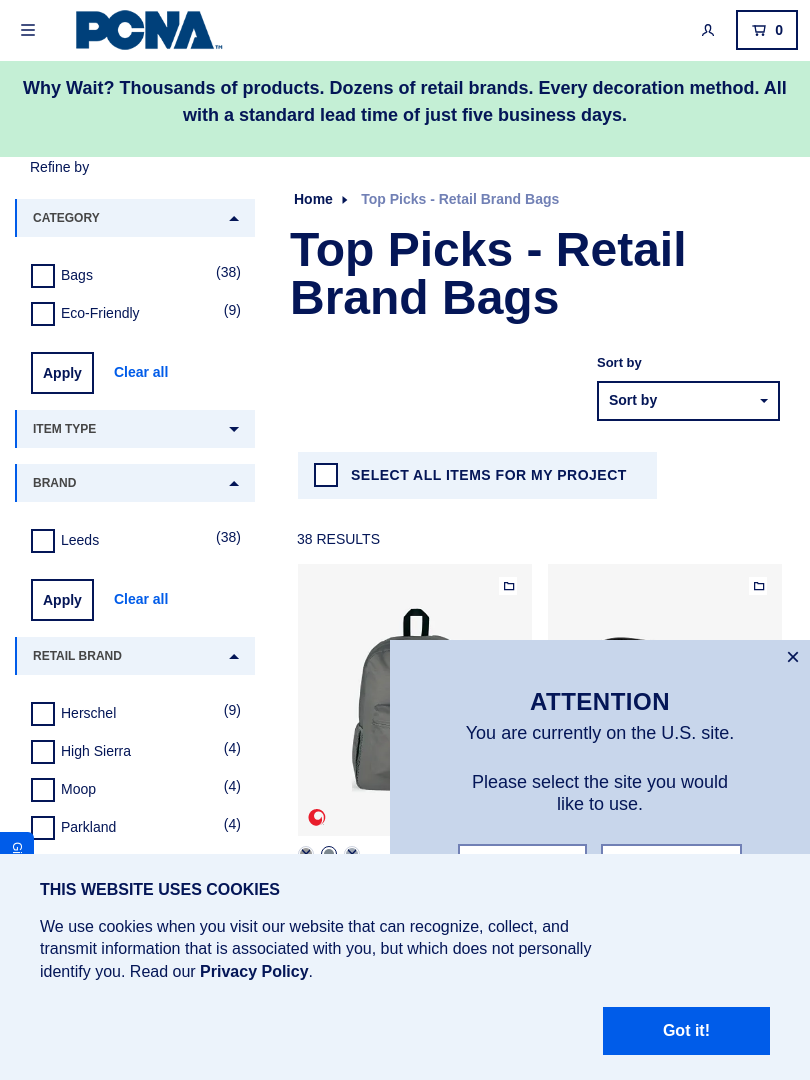 PCNA™
0
Why Wait? Thousands of products. Dozens of retail brands. Every decoration method. All
with a standard lead time of just five business days.
Refine by
CATEGORY
Bags (38)
Eco-Friendly (9)
Apply Clear all
ITEM TYPE
BRAND
Leeds (38)
Apply Clear all
RETAIL BRAND
Herschel (9)
High Sierra (4)
Moop (4)
Parkland (4)
Home Top Picks - Retail Brand Bags
Top Picks - Retail
Brand Bags
Sort by
Sort by
SELECT ALL ITEMS FOR MY PROJECT
38 RESULTS
ATTENTION
You are currently on the U.S. site.
Please select the site you would
like to use.
THIS WEBSITE USES COOKIES
We use cookies when you visit our website that can recognize, collect, and
transmit information that is associated with you, but which does not personally
identify you. Read our Privacy Policy.
Got it!